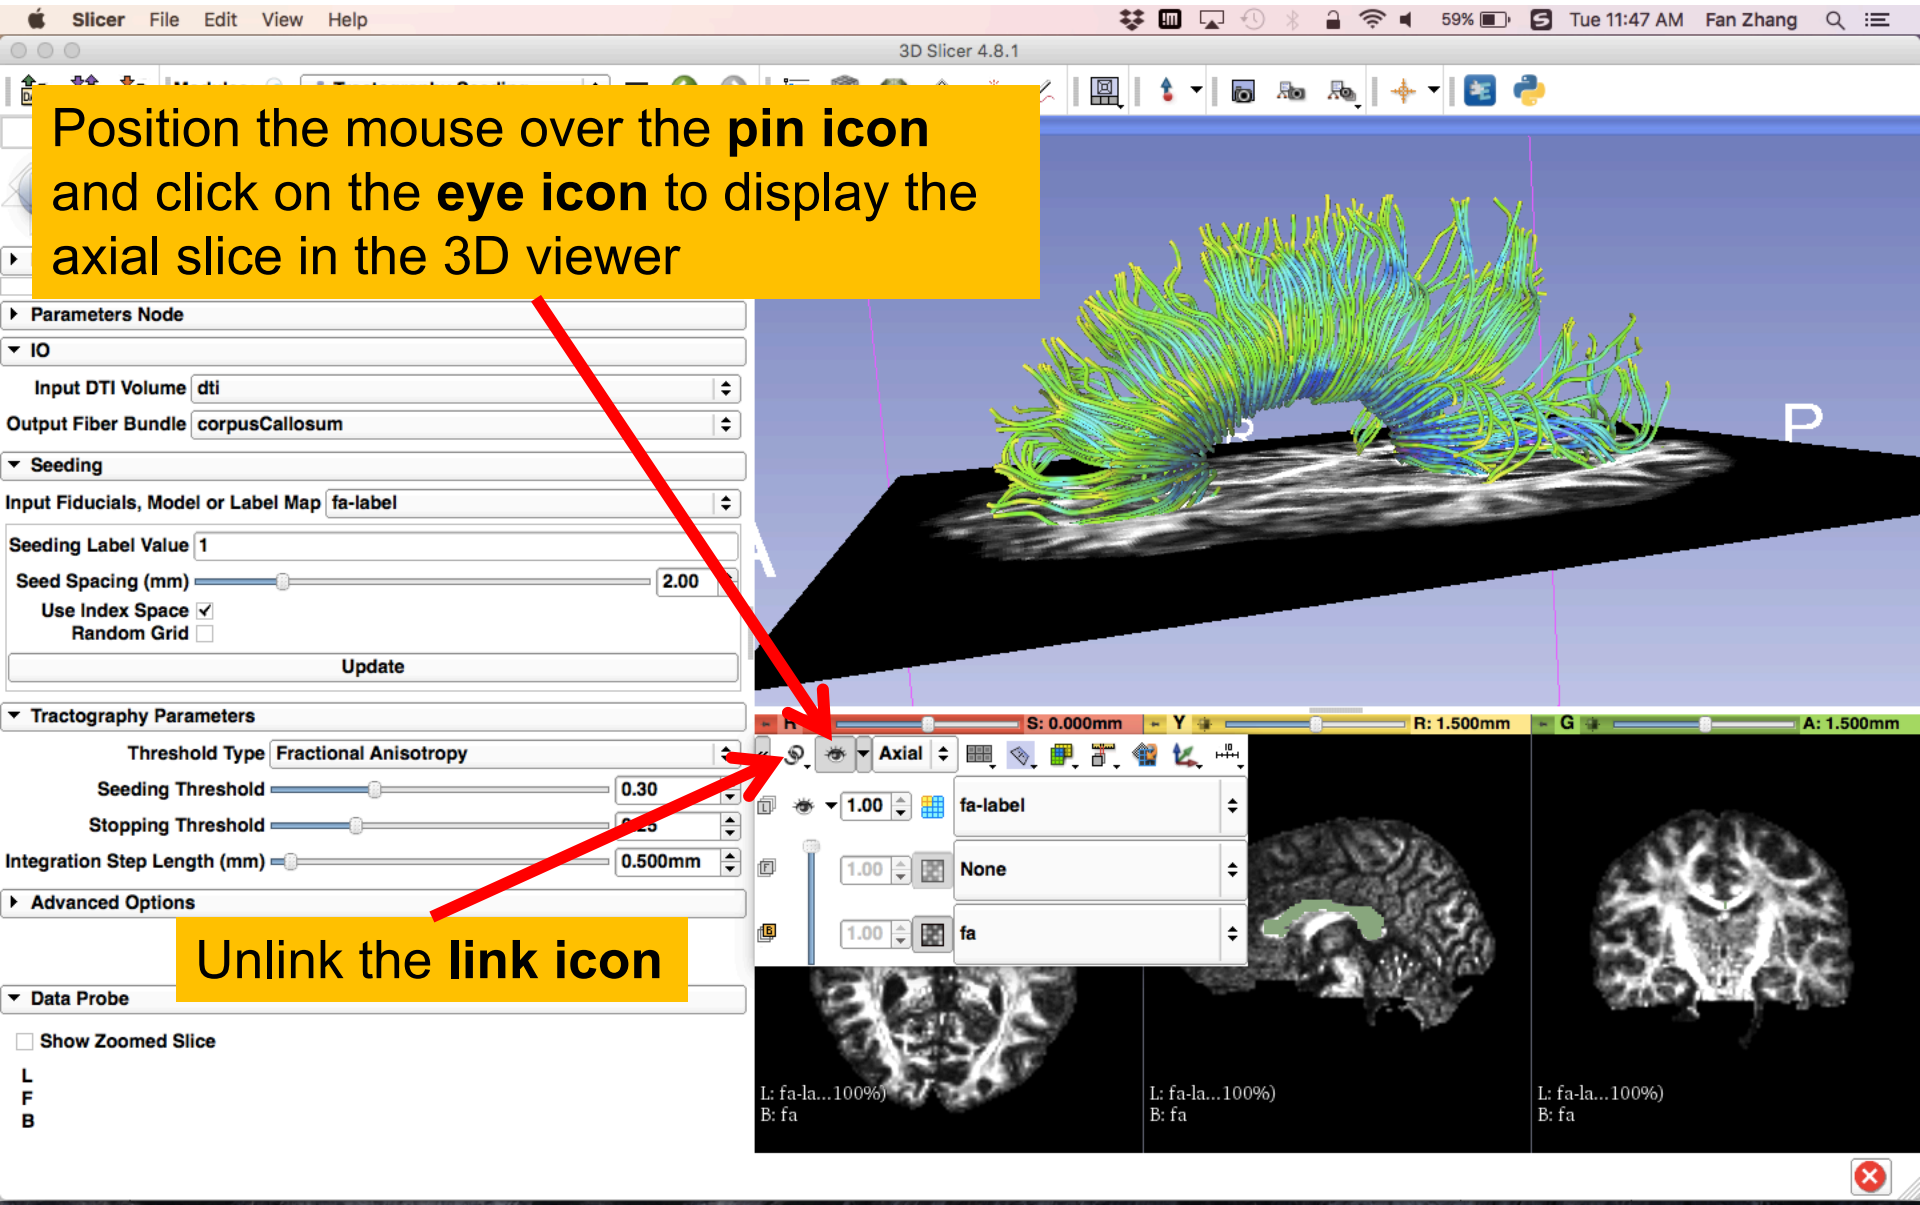 Slicer File Edit View Help 59% Tue 11:47 AM Fan Zhang
3D Slicer 4.8.1
Position the mouse over the pin icon
and click on the eye icon to display the
axial slice in the 3D viewer
Parameters Node
IO
Input DTI Volume dti
Output Fiber Bundle corpusCallosum
Seeding
Input Fiducials, Model or Label Map fa-label
Seeding Label Value 1
Seed Spacing (mm) 2.00
Use Index Space
Random Grid
Update
Tractography Parameters
Threshold Type Fractional Anisotropy
Seeding Threshold 0.30
Stopping Threshold
Integration Step Length (mm) 0.500mm
Advanced Options
Unlink the link icon
Data Probe
Show Zoomed Slice
L
F
B
R
P
A
R S: 0.000mm
Y R: 1.500mm
G A: 1.500mm
Axial
1.00 fa-label
1.00 None
1.00 fa
L: fa-la...100%)
B: fa
L: fa-la...100%)
B: fa
L: fa-la...100%)
B: fa